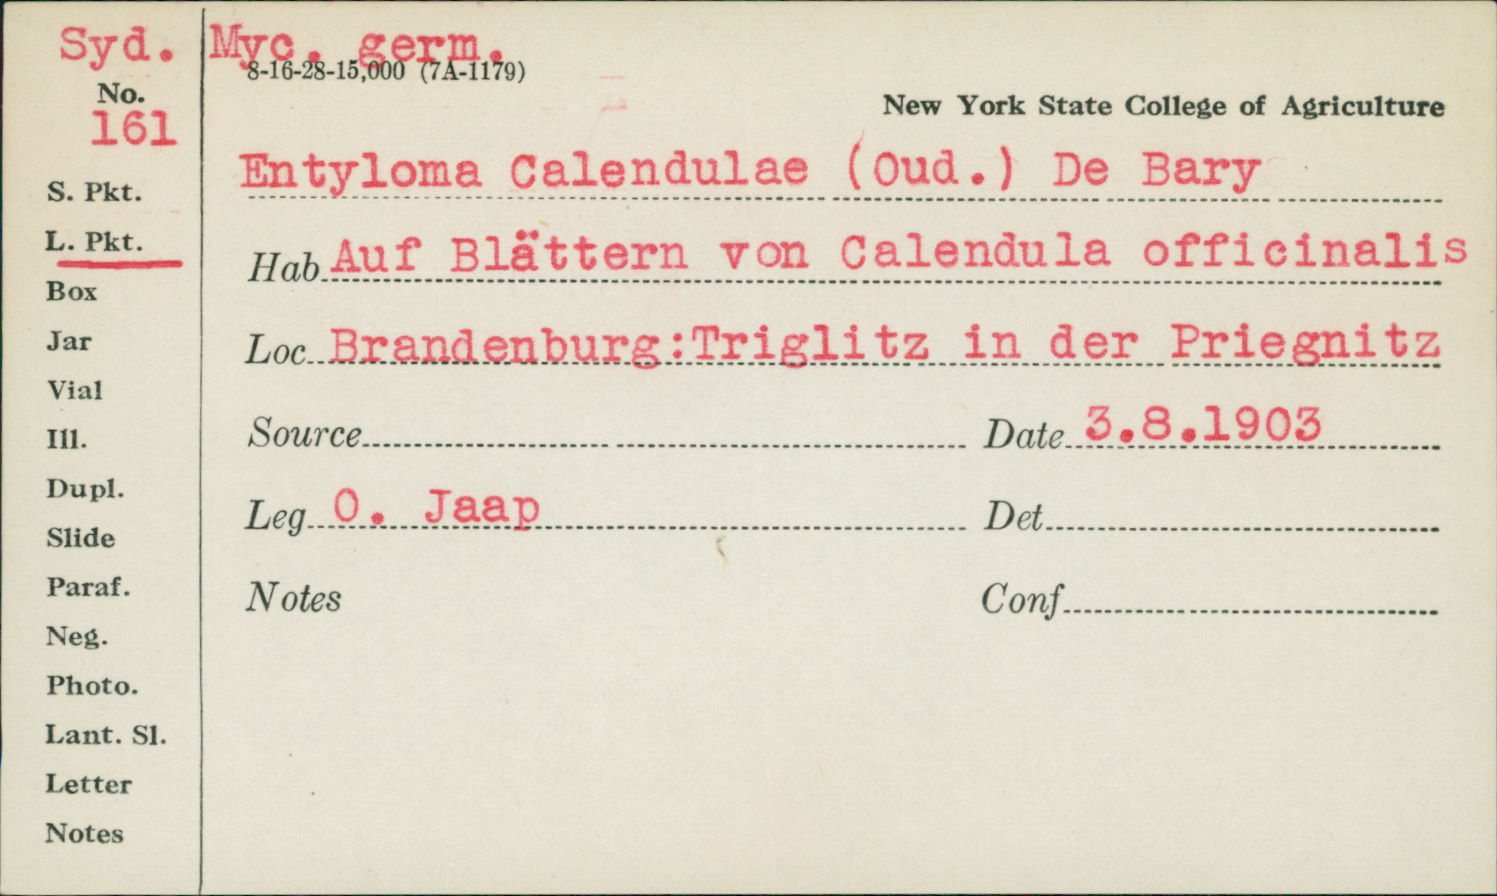 Syd. Myc. germ.
8-16-28-15,000 (7A-1179)
No.
161
New York State College of Agriculture
Entyloma Calendulae (Oud.) De Bary
S. Pkt.
L. Pkt.
Hab Auf Blättern von Calendula officinalis
Box
Jar
Loc Brandenburg:Triglitz in der Priegnitz
Vial
Ill.
Source Date 3.8.1903
Dupl.
Leg O. Jaap Det
Slide
Paraf.
Notes Conf
Neg.
Photo.
Lant. Sl.
Letter
Notes